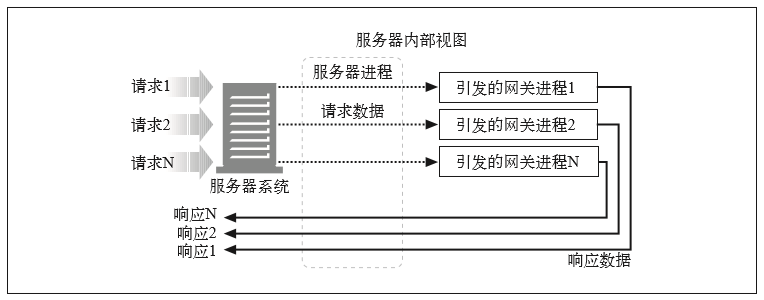 服务器内部视图
服务器进程
请求1
引发的网关进程1
请求数据
请求2
引发的网关进程2
请求N
引发的网关进程N
服务器系统
响应N
响应2
响应1
响应数据